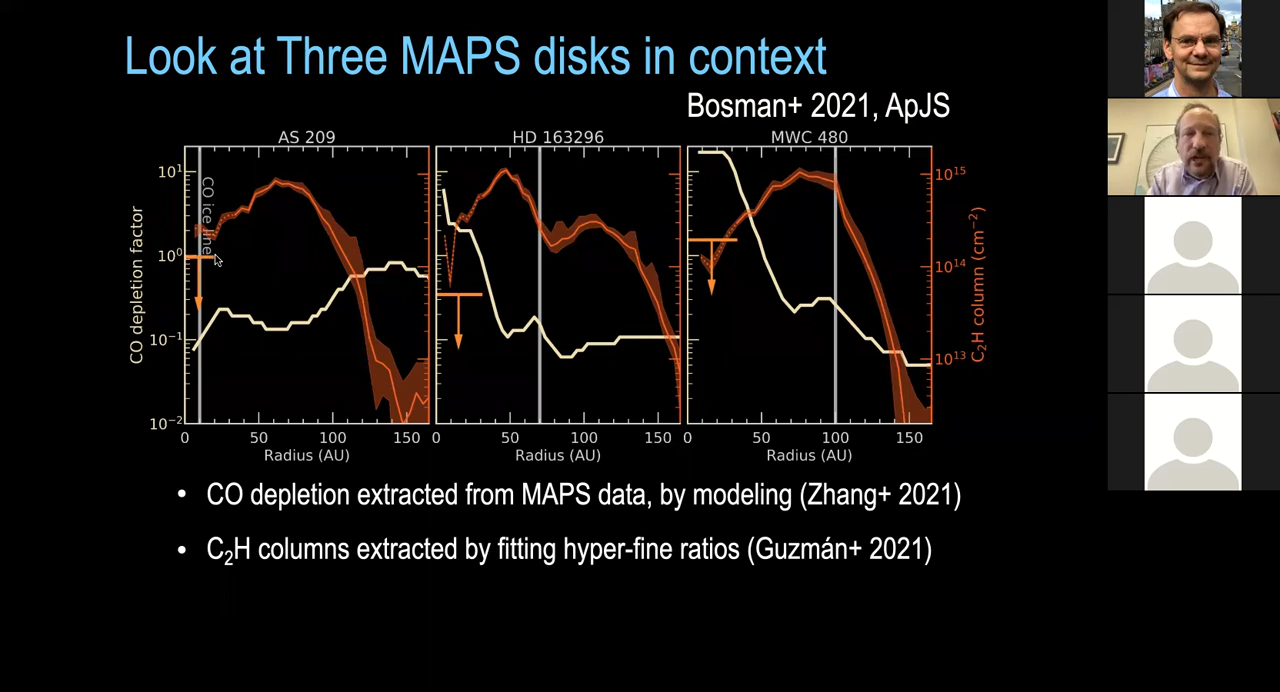 Look at Three MAPS disks in context
Bosman+ 2021, ApJS
AS 209
HD 163296
MWC 480
CO depletion factor
10¹
10⁰
10⁻¹
10⁻²
CO ice line
10¹⁵
10¹⁴
10¹³
C₂H column (cm⁻²)
0 50 100 150
0 50 100 150
0 50 100 150
Radius (AU)
Radius (AU)
Radius (AU)
• CO depletion extracted from MAPS data, by modeling (Zhang+ 2021)
• C₂H columns extracted by fitting hyper-fine ratios (Guzmán+ 2021)